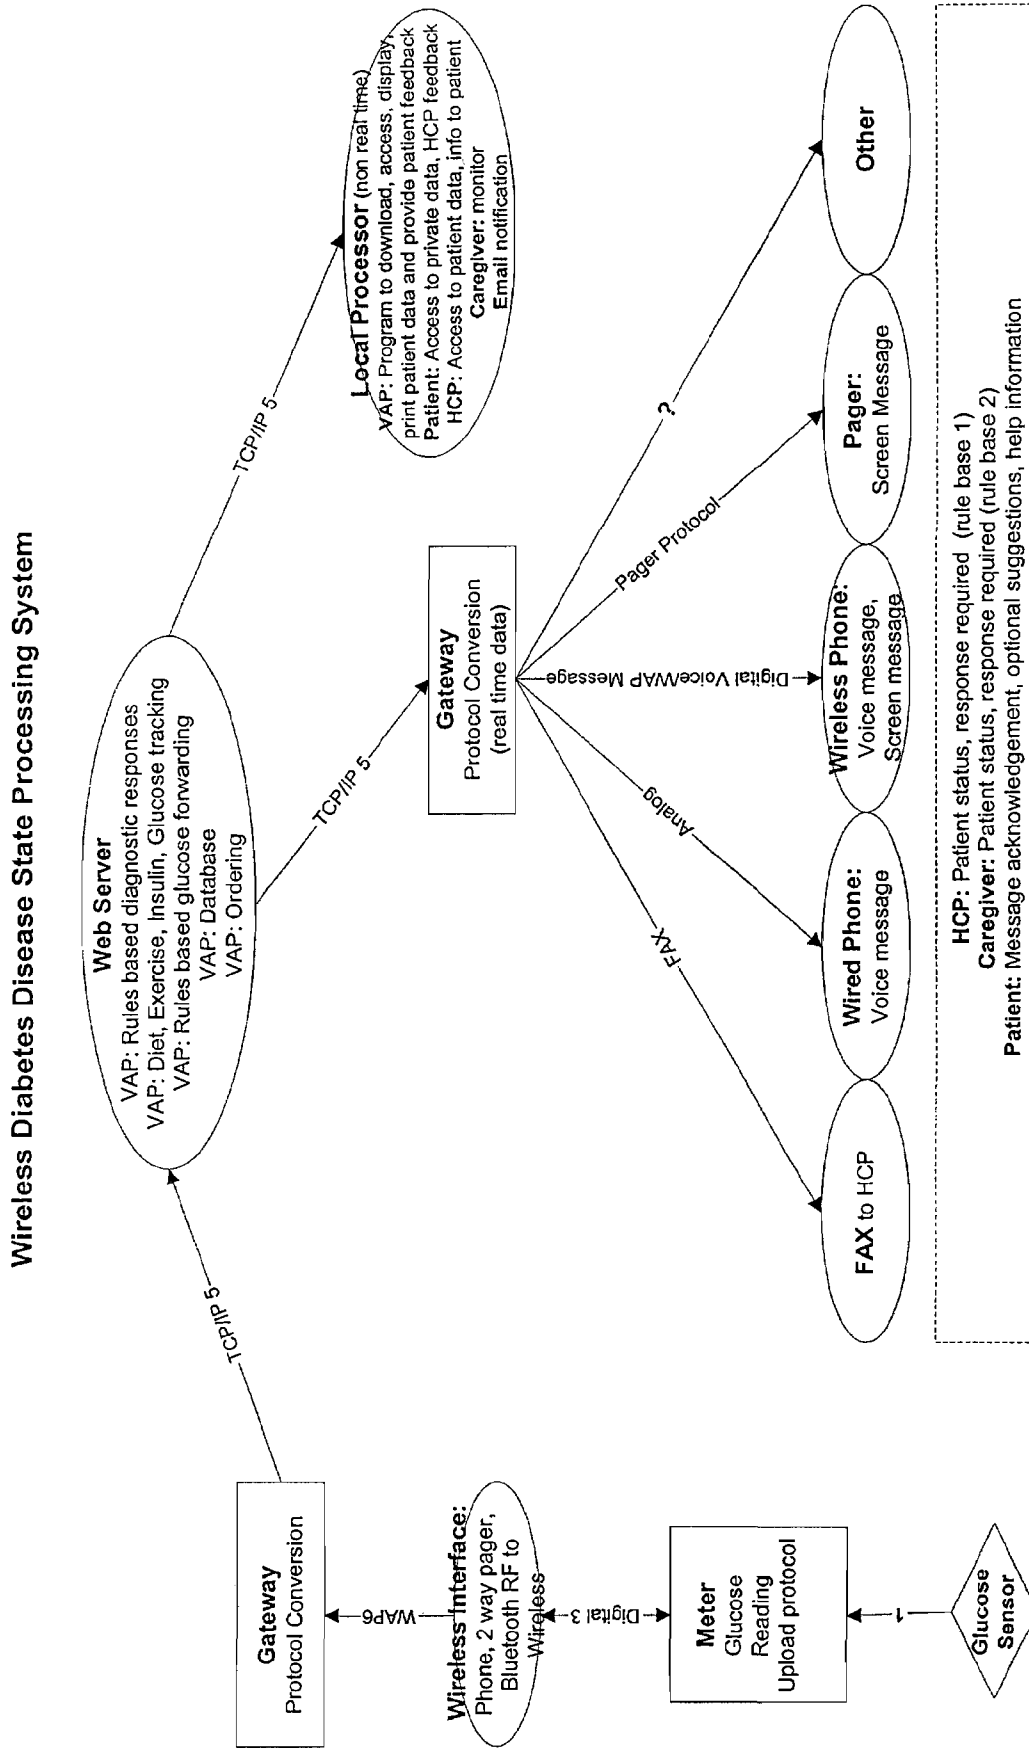 Wireless Diabetes Disease State Processing System
Web Server
VAP: Rules based diagnostic responses
VAP: Diet, Exercise, Insulin, Glucose tracking
VAP: Rules based glucose forwarding
VAP: Database
VAP: Ordering
TCP/IP 5
TCP/IP 5
TCP/IP 5
Gateway
Protocol Conversion
WAP6
Wireless Interface:
Phone, 2 way pager,
Bluetooth RF to
Wireless
Digital 3
Meter
Glucose
Reading
Upload protocol
1
Glucose
Sensor
Local Processor (non real time)
VAP: Program to download, access, display,
print patient data and provide patient feedback
Patient: Access to private data, HCP feedback
HCP: Access to patient data, info to patient
Caregiver: monitor
Email notification
Gateway
Protocol Conversion
(real time data)
FAX
Analog
Digital Voice/WAP Message
Pager Protocol
?
FAX to HCP
Wired Phone:
Voice message
Wireless Phone:
Voice message,
Screen message
Pager:
Screen Message
Other
HCP: Patient status, response required (rule base 1)
Caregiver: Patient status, response required (rule base 2)
Patient: Message acknowledgement, optional suggestions, help information